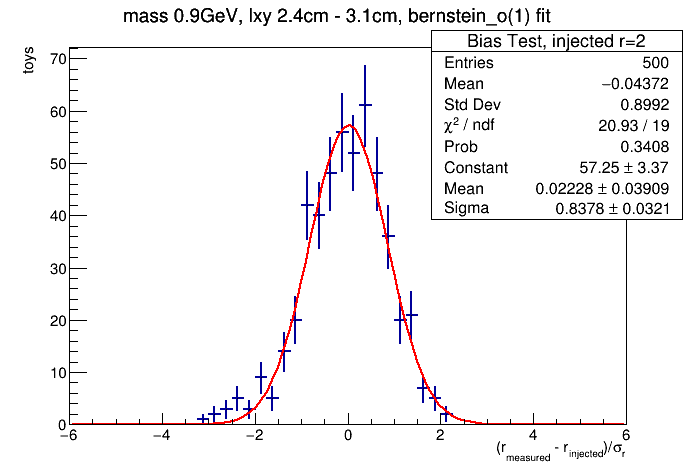 mass 0.9GeV, lxy 2.4cm - 3.1cm, bernstein_o(1) fit
Bias Test, injected r=2
Entries 500
Mean −0.04372
Std Dev 0.8992
χ² / ndf 20.93 / 19
Prob 0.3408
Constant 57.25 ± 3.37
Mean 0.02228 ± 0.03909
Sigma 0.8378 ± 0.0321
toys
70
60
50
40
30
20
10
0
−6 −4 −2 0 2 4 6
(r_measured - r_injected)/σ_r